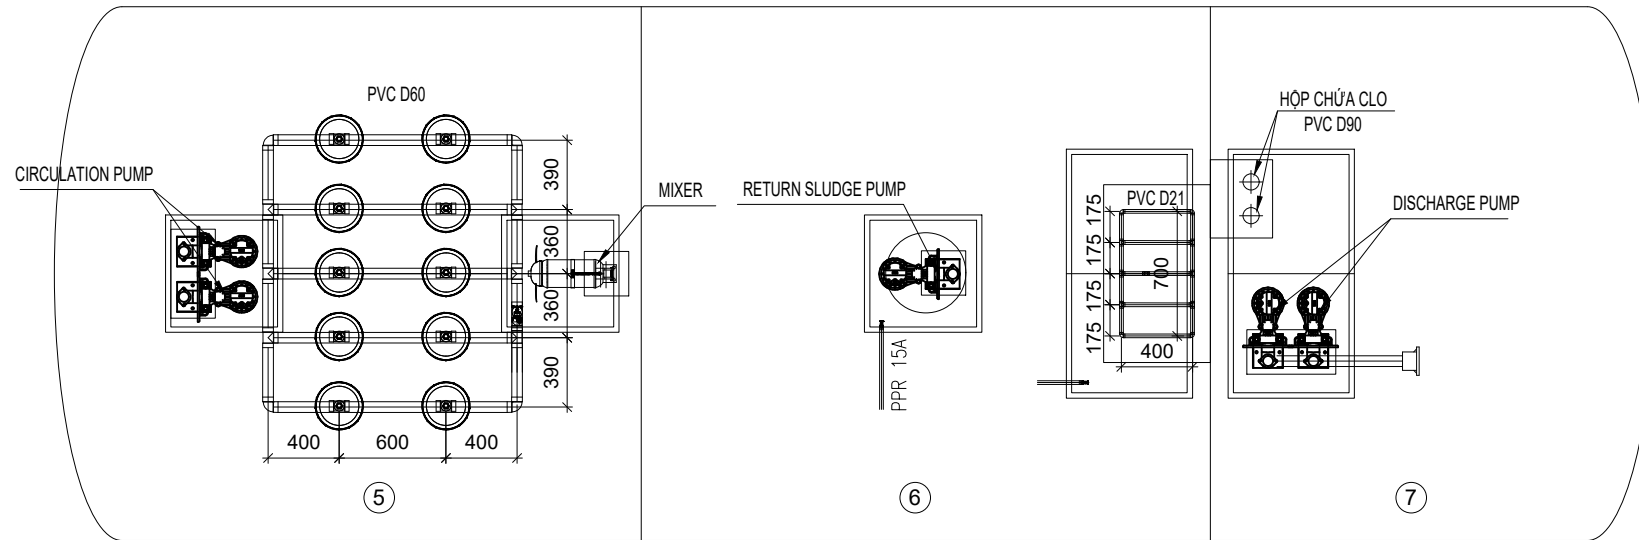 PVC D60
CIRCULATION PUMP
MIXER
390
360
360
390
400
600
400
5
RETURN SLUDGE PUMP
PPR 15A
6
PVC D21
175
175
175
175
700
400
HỘP CHỨA CLO
PVC D90
DISCHARGE PUMP
7